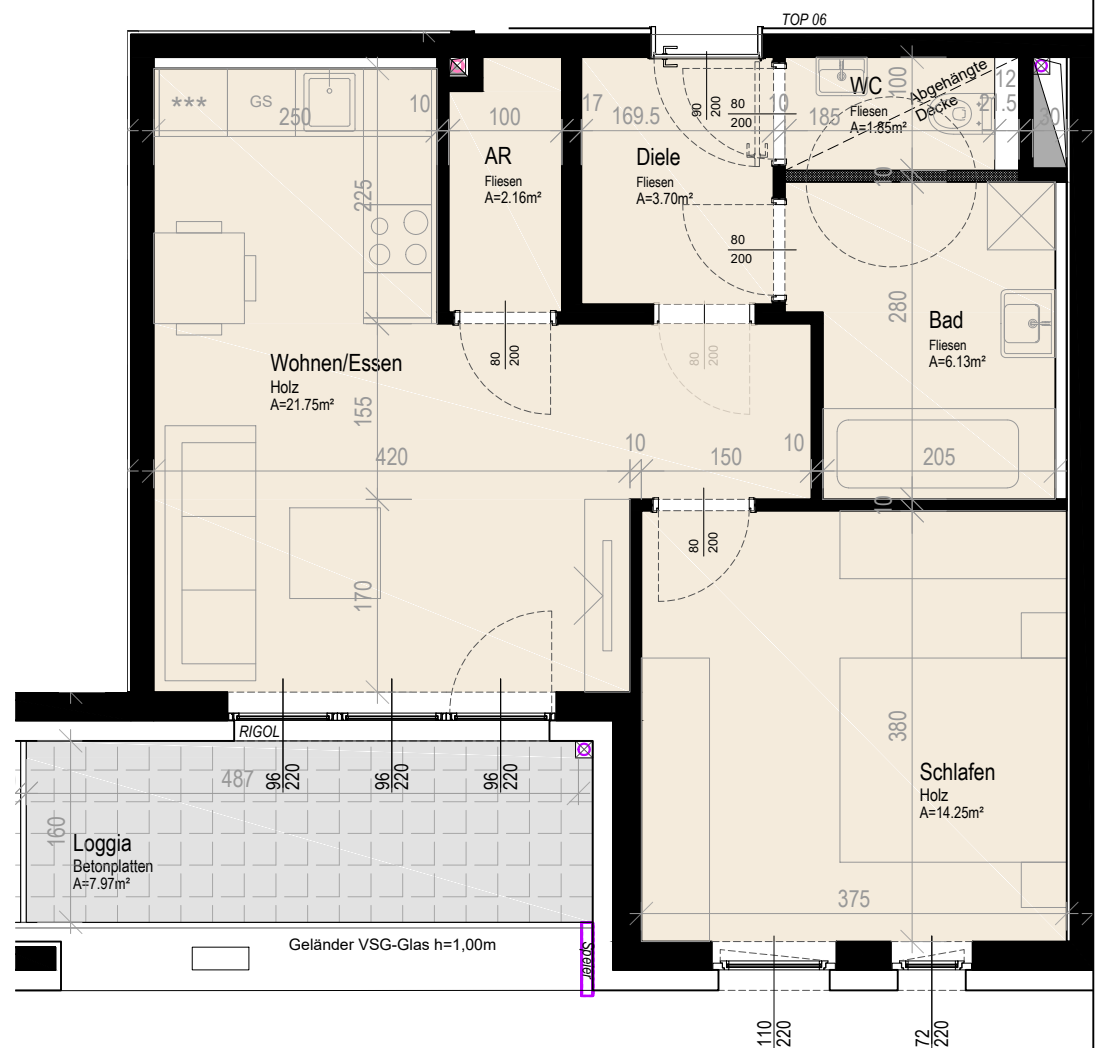 TOP 06
***
GS
250
10
100
17
169.5
10
185
12
21.5
30
90
200
80
200
WC
Fliesen
A=1.85m²
100
Abgehängte
Decke
AR
Fliesen
A=2.16m²
Diele
Fliesen
A=3.70m²
10
225
80
200
280
Bad
Fliesen
A=6.13m²
Wohnen/Essen
Holz
A=21.75m²
155
80
200
80
200
420
10
150
10
205
10
80
200
170
RIGOL
96
220
96
220
96
220
487
160
Loggia
Betonplatten
A=7.97m²
380
Schlafen
Holz
A=14.25m²
375
Geländer VSG-Glas h=1,00m
Speier
110
220
72
220